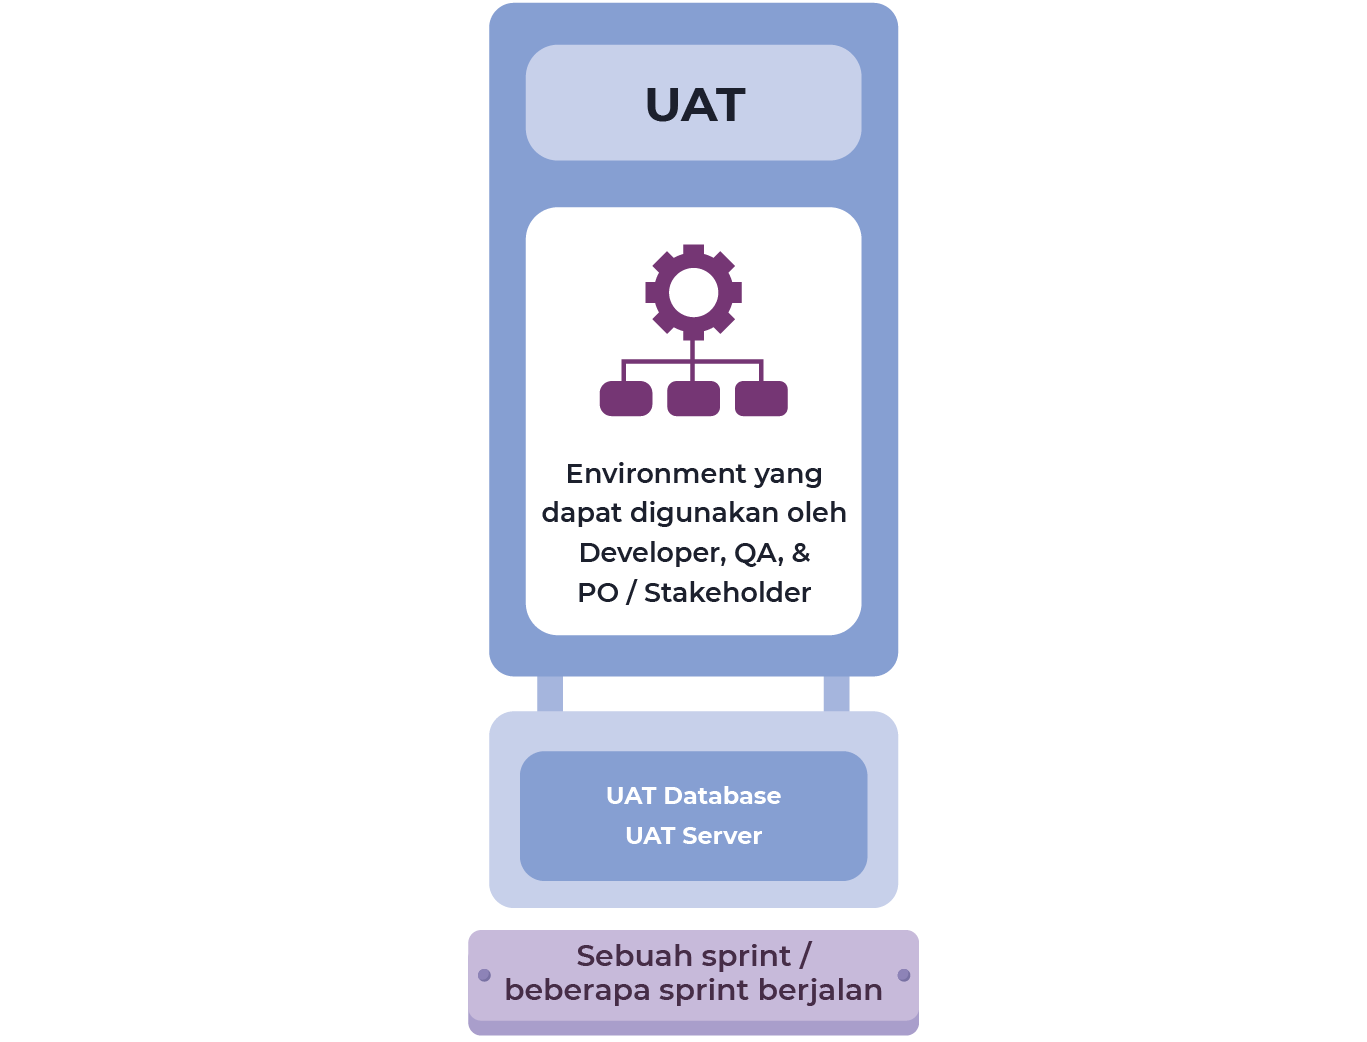 UAT
Environment yang
dapat digunakan oleh
Developer, QA, &
PO / Stakeholder
UAT Database
UAT Server
Sebuah sprint /
beberapa sprint berjalan